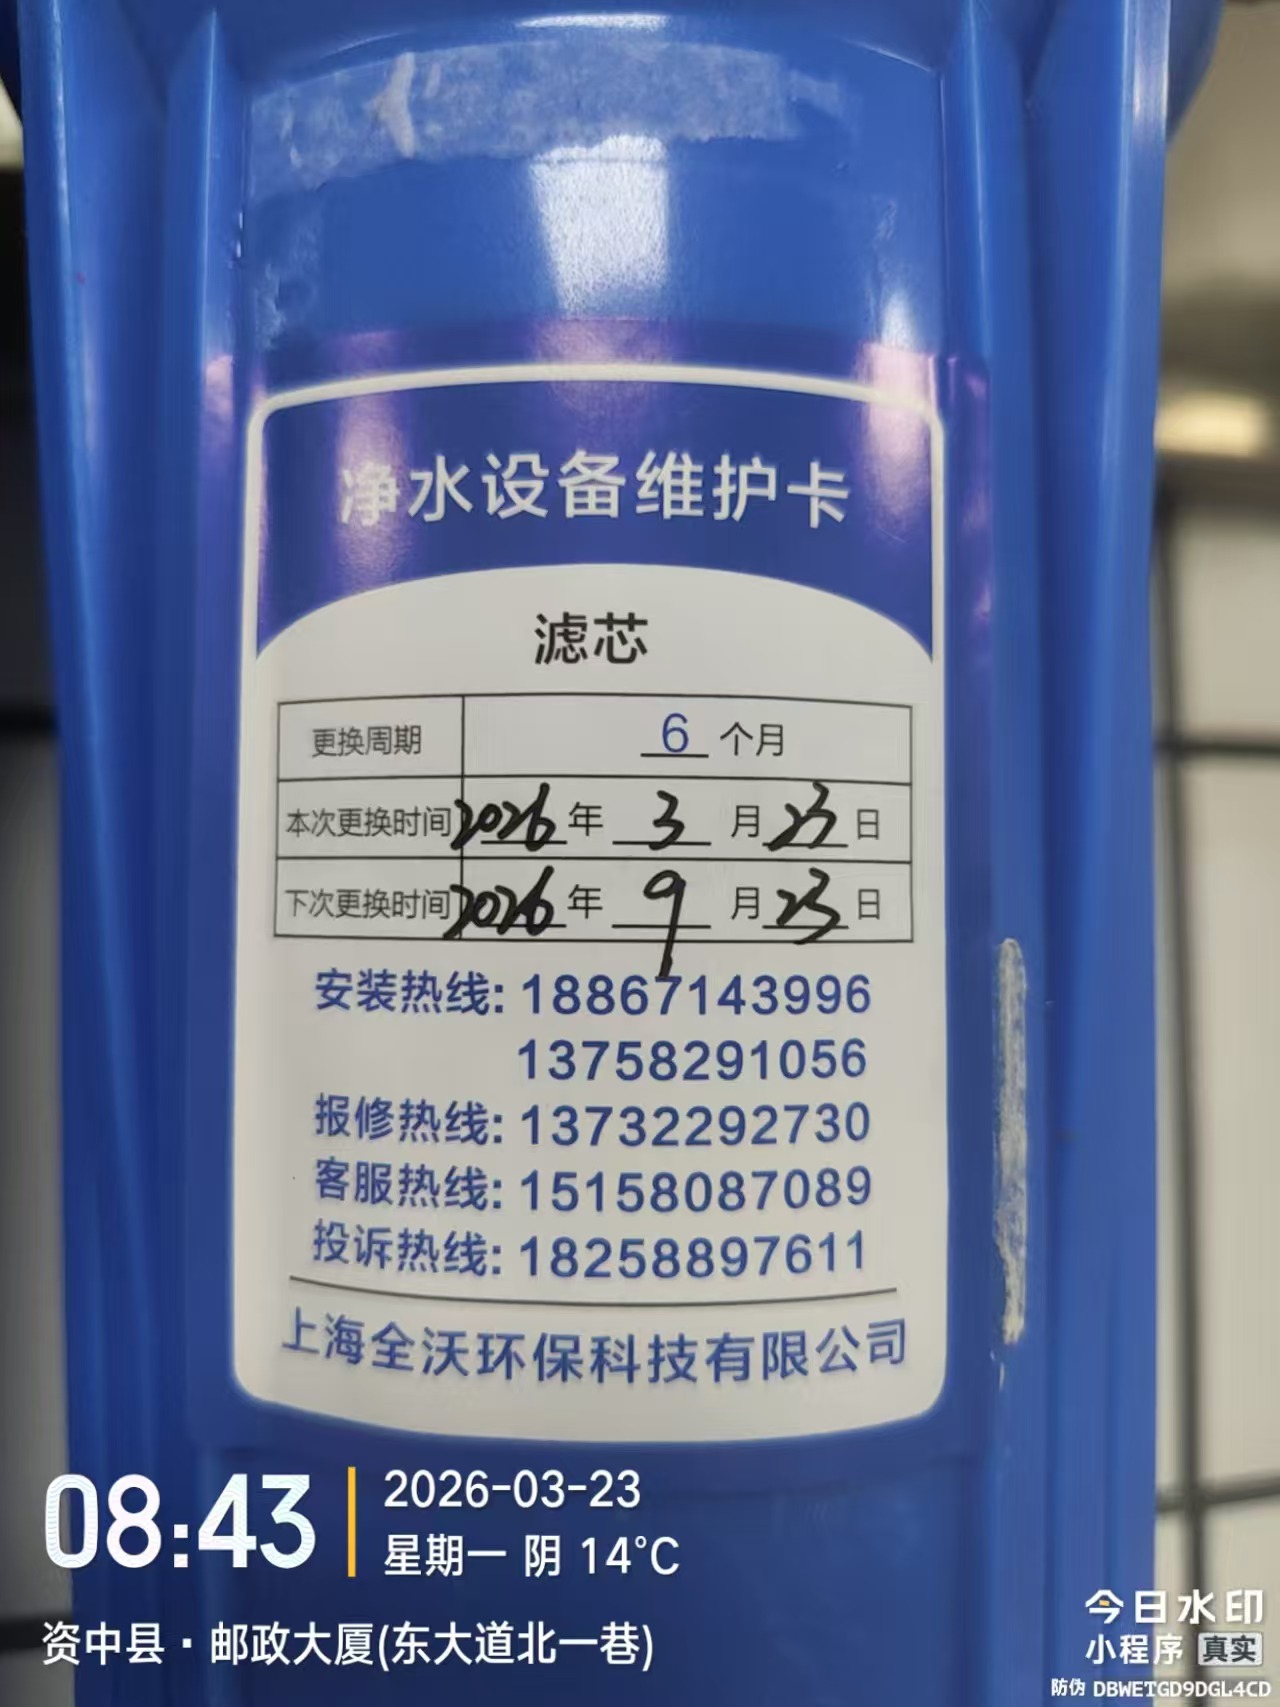 净水设备维护卡
滤芯
更换周期 6 个月
本次更换时间 2026 年 3 月 23 日
下次更换时间 2026 年 9 月 23 日
安装热线: 18867143996
13758291056
报修热线: 13732292730
客服热线: 15158087089
投诉热线: 18258897611
上海全沃环保科技有限公司
08:43
2026-03-23
星期一 阴 14°C
资中县·邮政大厦(东大道北一巷)
今日水印
小程序 真实
防伪 DBWETGD9DGL4CD